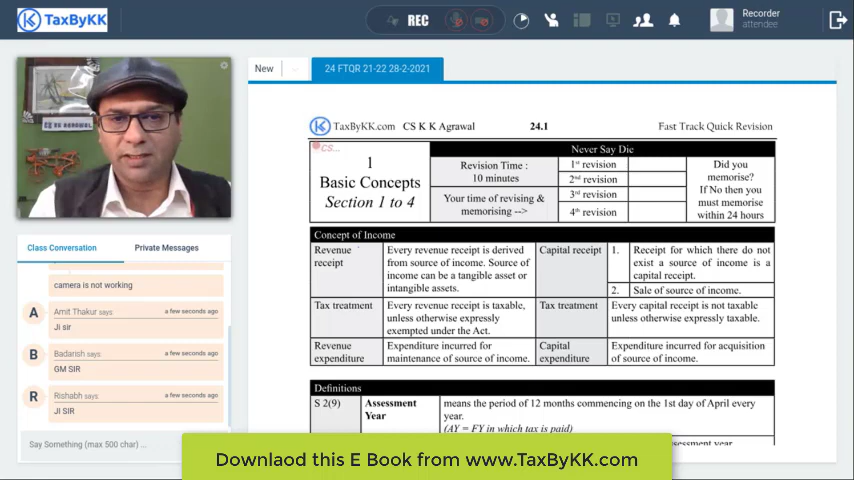 TaxByKK
REC
Recorder
attendee
New
24 FTQR 21-22 28-2-2021
CS KK AGRAWAL
Class Conversation
Private Messages
camera is not working
A
Amit Thakur says
a few seconds ago
Ji sir
B
Badarish says
a few seconds ago
GM SIR
R
Rishabh says
a few seconds ago
JI SIR
Say Something (max 500 char) ...
TaxByKK.com CS K K Agrawal
24.1
Fast Track Quick Revision
CS...
1
Basic Concepts
Section 1 to 4
Never Say Die
Revision Time :
10 minutes
Your time of revising &
memorising -->
1st revision
2nd revision
3rd revision
4th revision
Did you
memorise?
If No then you
must memorise
within 24 hours
Concept of Income
Revenue
receipt
Every revenue receipt is derived
from source of income. Source of
income can be a tangible asset or
intangible assets.
Capital receipt
1. Receipt for which there do not
exist a source of income is a
capital receipt.
2. Sale of source of income.
Tax treatment
Every revenue receipt is taxable,
unless otherwise expressly
exempted under the Act.
Tax treatment
Every capital receipt is not taxable
unless otherwise expressly taxable.
Revenue
expenditure
Expenditure incurred for
maintenance of source of income.
Capital
expenditure
Expenditure incurred for acquisition
of source of income.
Definitions
S 2(9)
Assessment
Year
means the period of 12 months commencing on the 1st day of April every
year.
(AY = FY in which tax is paid)
Downlaod this E Book from www.TaxByKK.com